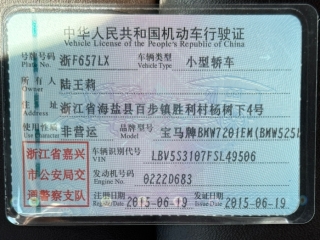 中华人民共和国机动车行驶证
Vehicle License of the People's Republic of China
号牌号码 浙F657LX 车辆类型 小型轿车
Plate No. Vehicle Type
所有人 陆王莉
Owner
住址 浙江省海盐县百步镇胜利村杨树下4号
Address
使用性质 非营运 品牌型号 宝马牌BMW7201EM(BMW525L
Use Character Model
浙江省嘉兴市公安局交通警察支队
车辆识别代号 LBV5S3107FSL49506
VIN
发动机号码 0222D683
Engine No.
注册日期 2015-06-19 发证日期 2015-06-19
Register Date Issue Date